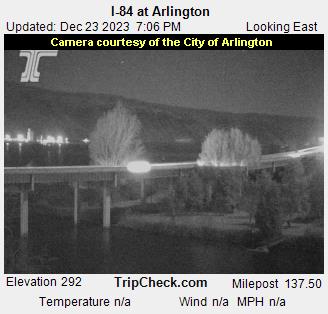 I-84 at Arlington
Updated: Dec 23 2023 7:06 PM Looking East
Camera courtesy of the City of Arlington
Elevation 292 TripCheck.com Milepost 137.50
Temperature n/a Wind n/a MPH n/a